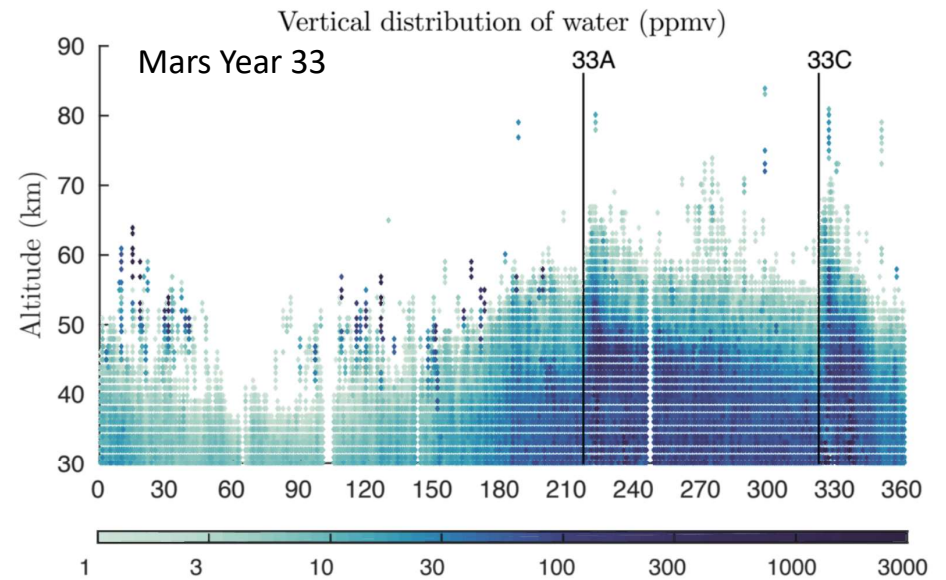 Vertical distribution of water (ppmv)
Mars Year 33
33A
33C
Altitude (km)
90
80
70
60
50
40
30
0 30 60 90 120 150 180 210 240 270 300 330 360
1 3 10 30 100 300 1000 3000